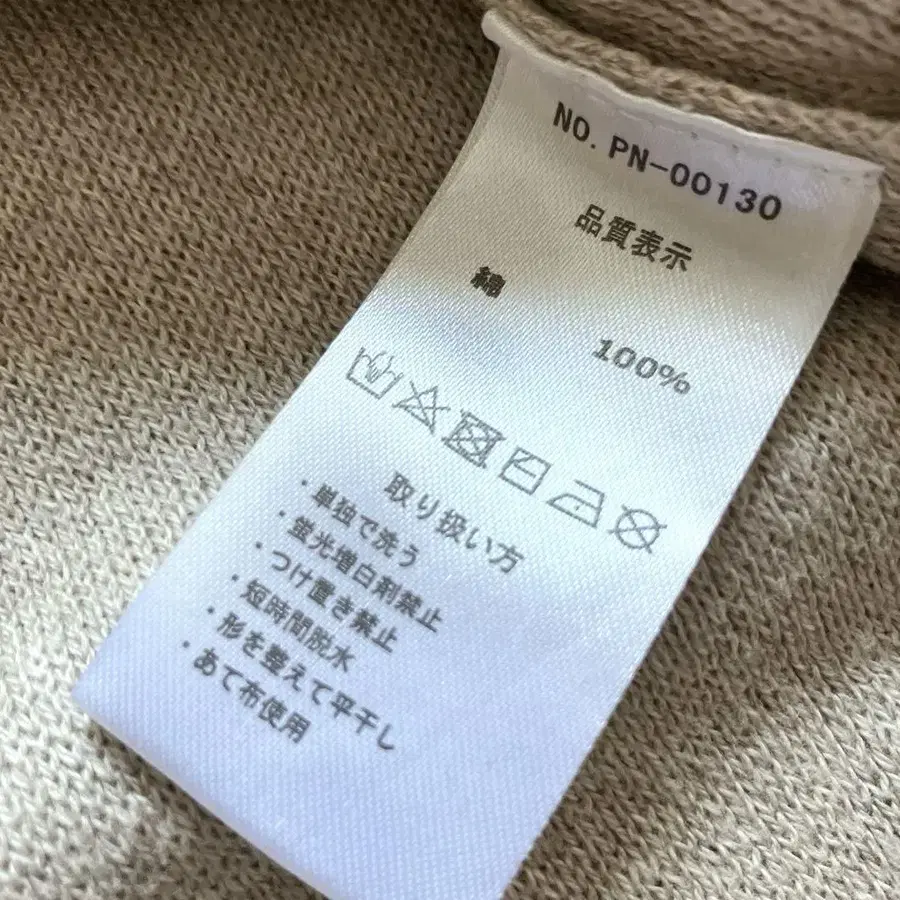 NO. PN-00130
品質表示
綿 100%
取り扱い方
・単独で洗う
・蛍光増白剤禁止
・つけ置き禁止
・短時間脱水
・形を整えて平干し
・あて布使用